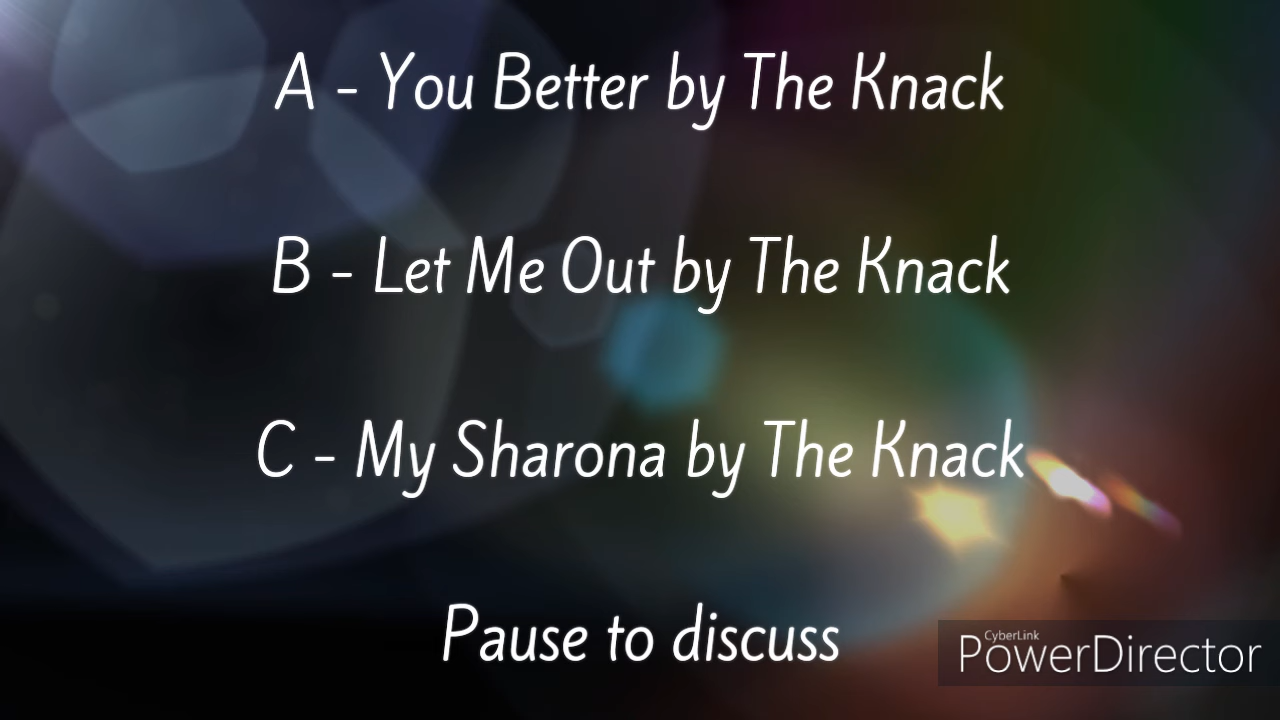 A - You Better by The Knack
B - Let Me Out by The Knack
C - My Sharona by The Knack
Pause to discuss
CyberLink
PowerDirector